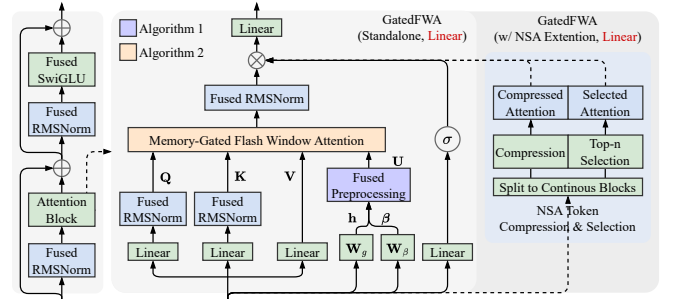 Fused
SwiGLU
Fused
RMSNorm
Attention
Block
Fused
RMSNorm
Algorithm 1
Algorithm 2
Linear
GatedFWA
(Standalone, Linear)
Fused RMSNorm
Memory-Gated Flash Window Attention
σ
Q
K
V
U
Fused
RMSNorm
Fused
RMSNorm
Fused
Preprocessing
h
β
Linear
Linear
Linear
W_g
W_β
Linear
GatedFWA
(w/ NSA Extention, Linear)
Compressed
Attention
Selected
Attention
Compression
Top-n
Selection
Split to Continous Blocks
NSA Token
Compression & Selection